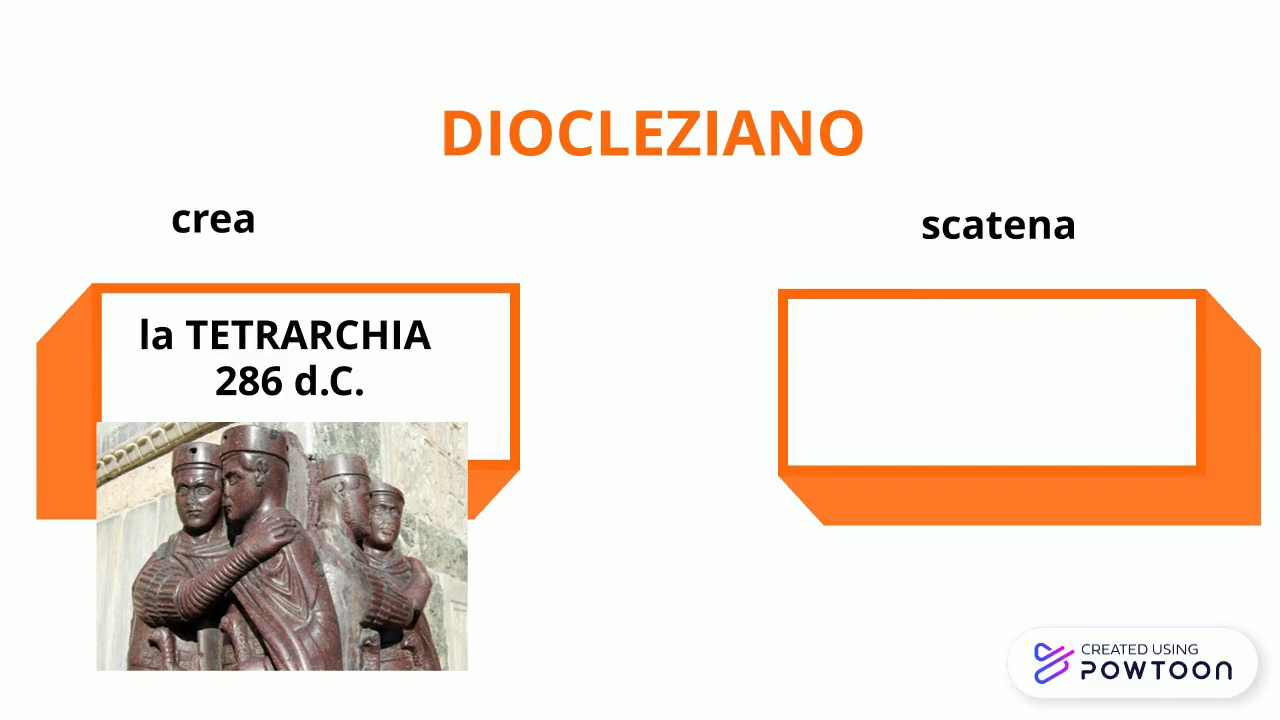 DIOCLEZIANO
crea
scatena
la TETRARCHIA
286 d.C.
CREATED USING
POWTOON